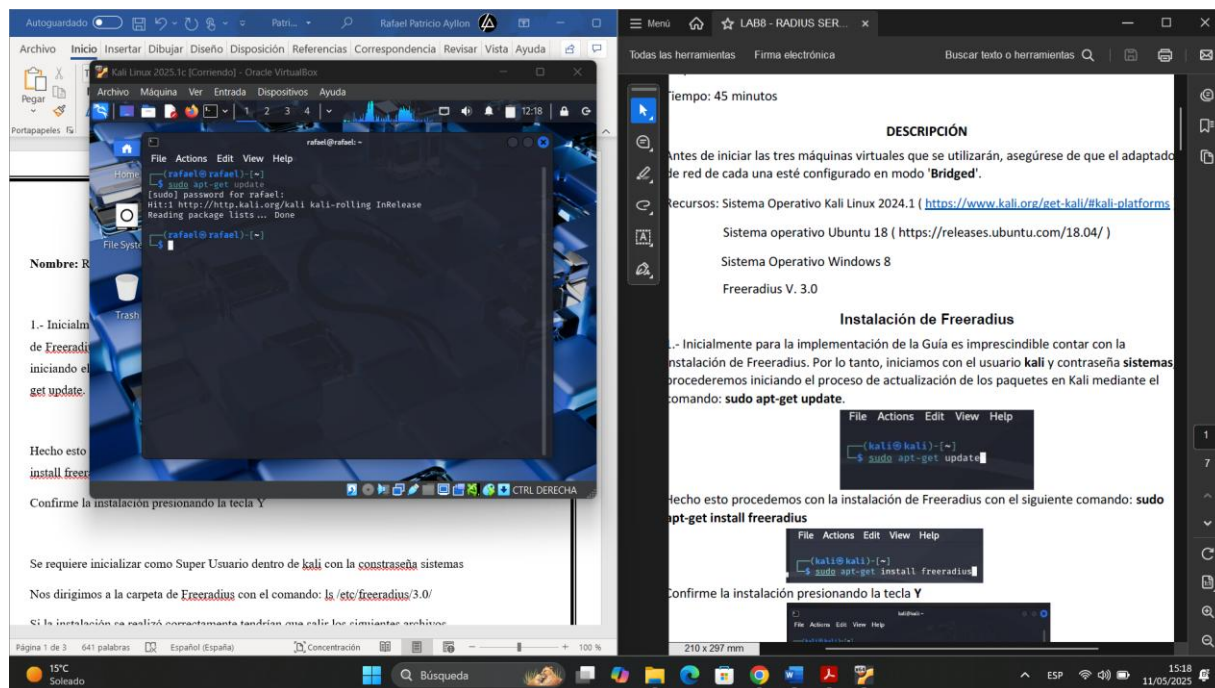 Autoguardado
Patri...
Rafael Patricio Ayllon
Archivo Inicio Insertar Dibujar Diseño Disposición Referencias Correspondencia Revisar Vista Ayuda
Pegar
Portapapeles
Kali Linux 2025.1c [Corriendo] - Oracle VirtualBox
Archivo Máquina Ver Entrada Dispositivos Ayuda
1 2 3 4
12:18
Home
File Syste
Trash
rafael@rafael: ~
File Actions Edit View Help
(rafael㉿rafael)-[~]
$ sudo apt-get update
[sudo] password for rafael:
Hit:1 http://http.kali.org/kali kali-rolling InRelease
Reading package lists... Done
(rafael㉿rafael)-[~]
$
CTRL DERECHA
Nombre: R
1.- Inicialm
de Freeradi
iniciando el
get update.
Hecho esto
install freer
Confirme la instalación presionando la tecla Y
Se requiere inicializar como Super Usuario dentro de kali con la constraseña sistemas
Nos dirigimos a la carpeta de Freeradius con el comando: ls /etc/freeradius/3.0/
Si la instalación se realizó correctamente tendrían que salir los siguientes archivos
Página 1 de 3 641 palabras Español (España) Concentración 100 %
Menú LAB8 - RADIUS SER...
Todas las herramientas Firma electrónica Buscar texto o herramientas
Tiempo: 45 minutos
DESCRIPCIÓN
Antes de iniciar las tres máquinas virtuales que se utilizarán, asegúrese de que el adaptado
de red de cada una esté configurado en modo 'Bridged'.
Recursos: Sistema Operativo Kali Linux 2024.1 ( https://www.kali.org/get-kali/#kali-platforms
Sistema operativo Ubuntu 18 ( https://releases.ubuntu.com/18.04/ )
Sistema Operativo Windows 8
Freeradius V. 3.0
Instalación de Freeradius
1.- Inicialmente para la implementación de la Guía es imprescindible contar con la
instalación de Freeradius. Por lo tanto, iniciamos con el usuario kali y contraseña sistemas
procederemos iniciando el proceso de actualización de los paquetes en Kali mediante el
comando: sudo apt-get update.
File Actions Edit View Help
(kali㉿kali)-[~]
$ sudo apt-get update
Hecho esto procedemos con la instalación de Freeradius con el siguiente comando: sudo
apt-get install freeradius
File Actions Edit View Help
(kali㉿kali)-[~]
$ sudo apt-get install freeradius
Confirme la instalación presionando la tecla Y
File Actions Edit View Help
210 x 297 mm
1
7
15°C
Soleado
Búsqueda
ESP
15:18
11/05/2025